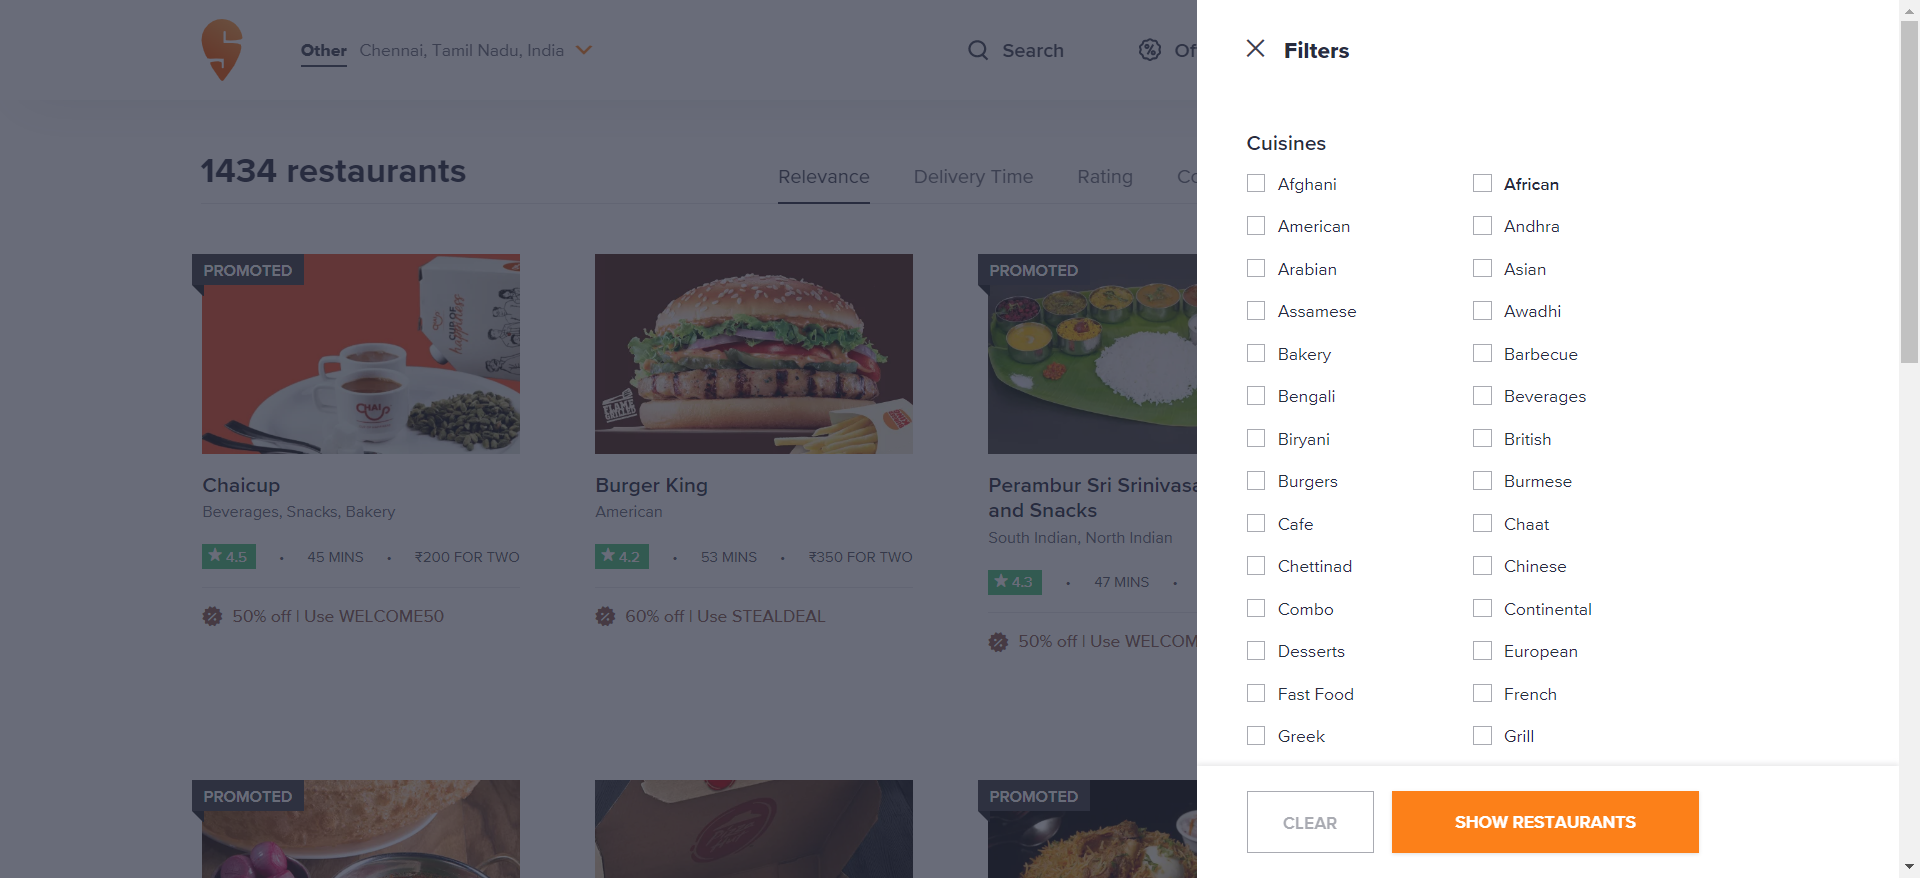 Other Chennai, Tamil Nadu, India
Search
Of
1434 restaurants
Relevance Delivery Time Rating Co
PROMOTED
Chaicup
Beverages, Snacks, Bakery
★ 4.5 • 45 MINS • ₹200 FOR TWO
50% off | Use WELCOME50
FLAME
GRILLED
Burger King
American
★ 4.2 • 53 MINS • ₹350 FOR TWO
60% off | Use STEALDEAL
PROMOTED
Perambur Sri Srinivasa
and Snacks
South Indian, North Indian
★ 4.3 • 47 MINS •
50% off | Use WELCOM
PROMOTED
PROMOTED
Filters
Cuisines
Afghani African
American Andhra
Arabian Asian
Assamese Awadhi
Bakery Barbecue
Bengali Beverages
Biryani British
Burgers Burmese
Cafe Chaat
Chettinad Chinese
Combo Continental
Desserts European
Fast Food French
Greek Grill
CLEAR SHOW RESTAURANTS